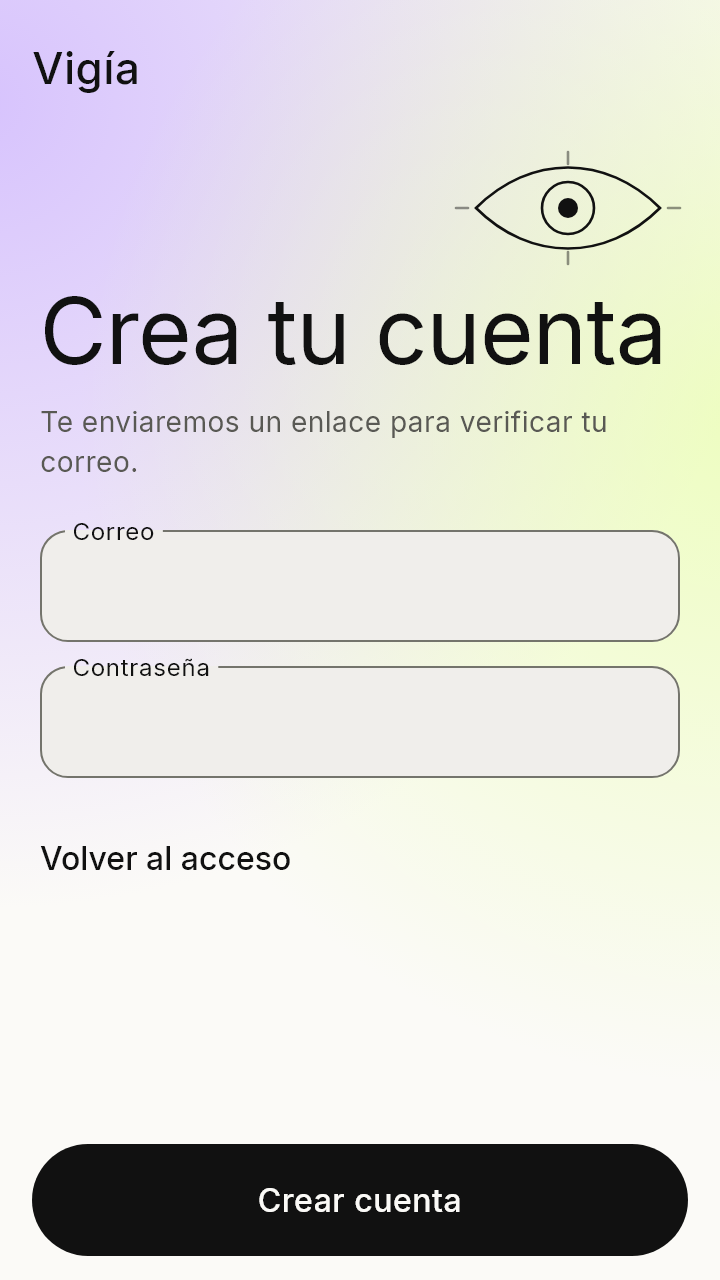 Vigía
Crea tu cuenta
Te enviaremos un enlace para verificar tu
correo.
Correo
Contraseña
Volver al acceso
Crear cuenta